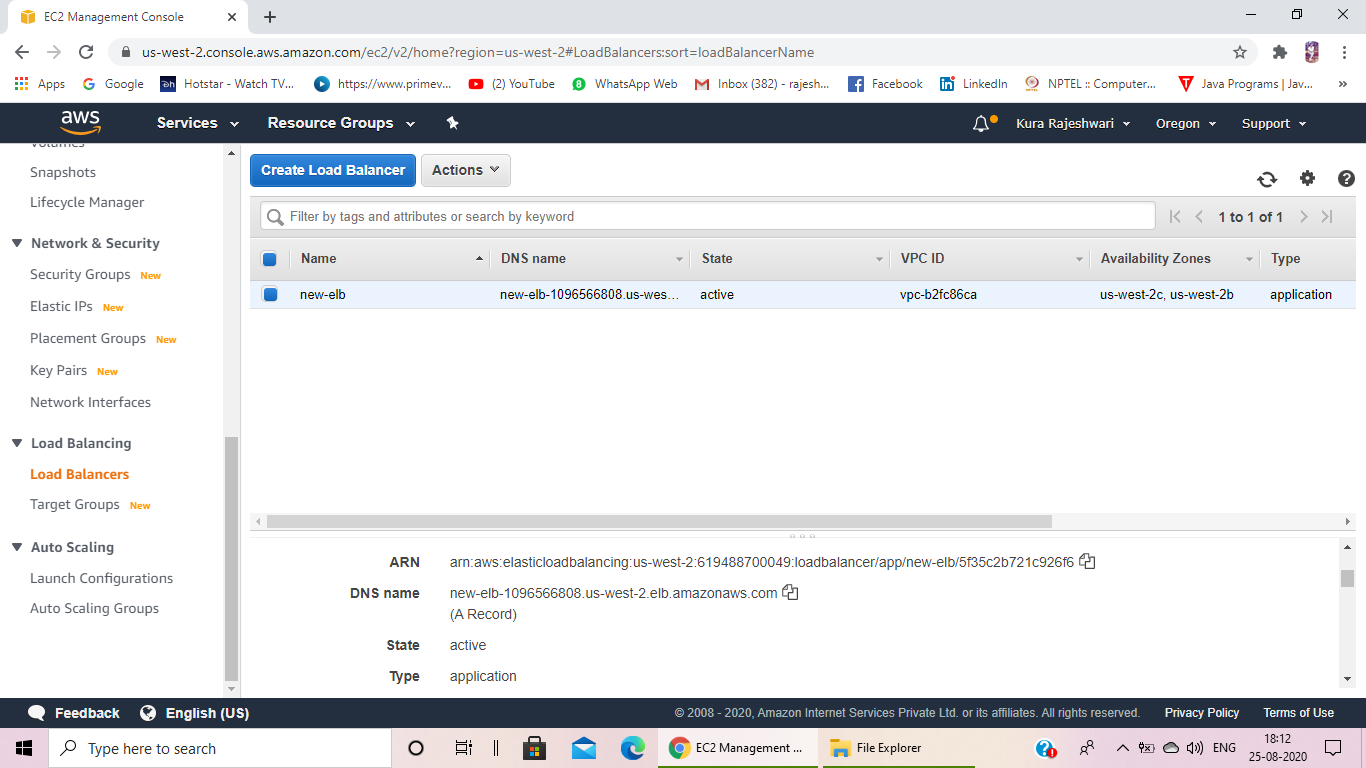 EC2 Management Console
us-west-2.console.aws.amazon.com/ec2/v2/home?region=us-west-2#LoadBalancers:sort=loadBalancerName
Apps Google Hotstar - Watch TV... https://www.primev... (2) YouTube WhatsApp Web Inbox (382) - rajesh... Facebook LinkedIn NPTEL :: Computer... Java Programs | Jav... »
aws Services Resource Groups Kura Rajeshwari Oregon Support
Volumes
Snapshots
Lifecycle Manager
Network & Security
Security Groups New
Elastic IPs New
Placement Groups New
Key Pairs New
Network Interfaces
Load Balancing
Load Balancers
Target Groups New
Auto Scaling
Launch Configurations
Auto Scaling Groups
Create Load Balancer Actions
Filter by tags and attributes or search by keyword 1 to 1 of 1
Name DNS name State VPC ID Availability Zones Type
new-elb new-elb-1096566808.us-wes... active vpc-b2fc86ca us-west-2c, us-west-2b application
ARN arn:aws:elasticloadbalancing:us-west-2:619488700049:loadbalancer/app/new-elb/5f35c2b721c926f6
DNS name new-elb-1096566808.us-west-2.elb.amazonaws.com
(A Record)
State active
Type application
Feedback English (US) © 2008 - 2020, Amazon Internet Services Private Ltd. or its affiliates. All rights reserved. Privacy Policy Terms of Use
Type here to search EC2 Management ... File Explorer ENG 18:12
25-08-2020